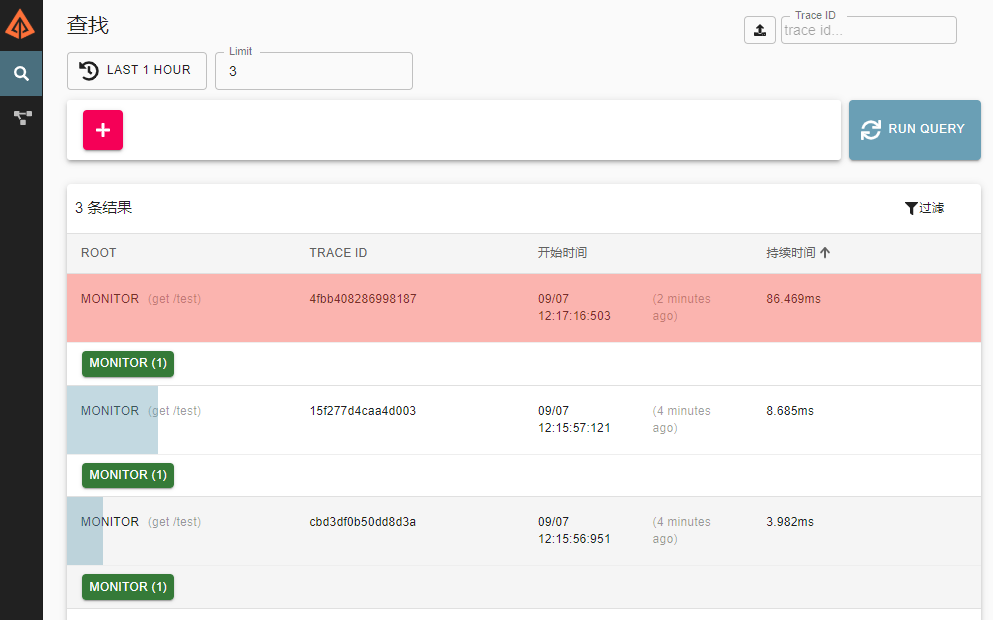 查找
Trace ID
trace id...
Limit
LAST 1 HOUR
3
RUN QUERY
3 条结果
过滤
ROOT TRACE ID 开始时间 持续时间
MONITOR (get /test) 4fbb408286998187 09/07 (2 minutes 86.469ms
12:17:16:503 ago)
MONITOR (1)
MONITOR (get /test) 15f277d4caa4d003 09/07 (4 minutes 8.685ms
12:15:57:121 ago)
MONITOR (1)
MONITOR (get /test) cbd3df0b50dd8d3a 09/07 (4 minutes 3.982ms
12:15:56:951 ago)
MONITOR (1)